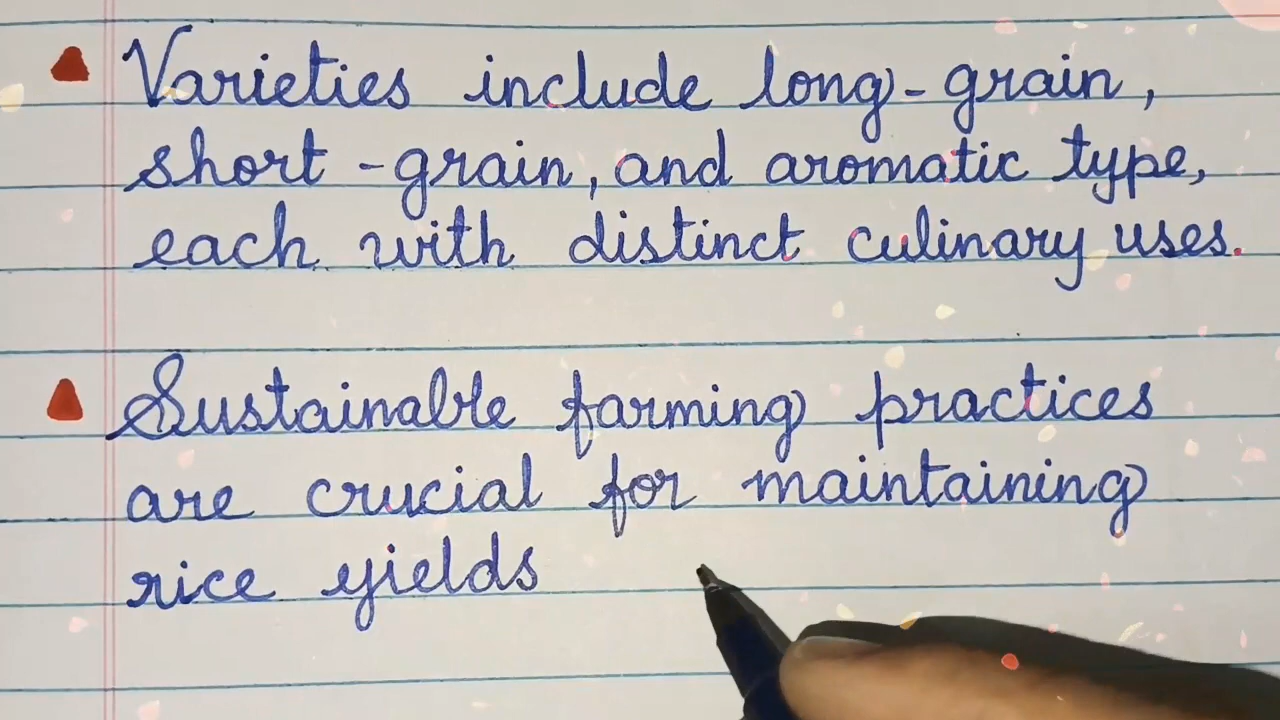 Varieties include long-grain,
short-grain, and aromatic type,
each with distinct culinary uses.
Sustainable farming practices
are crucial for maintaining
rice yields